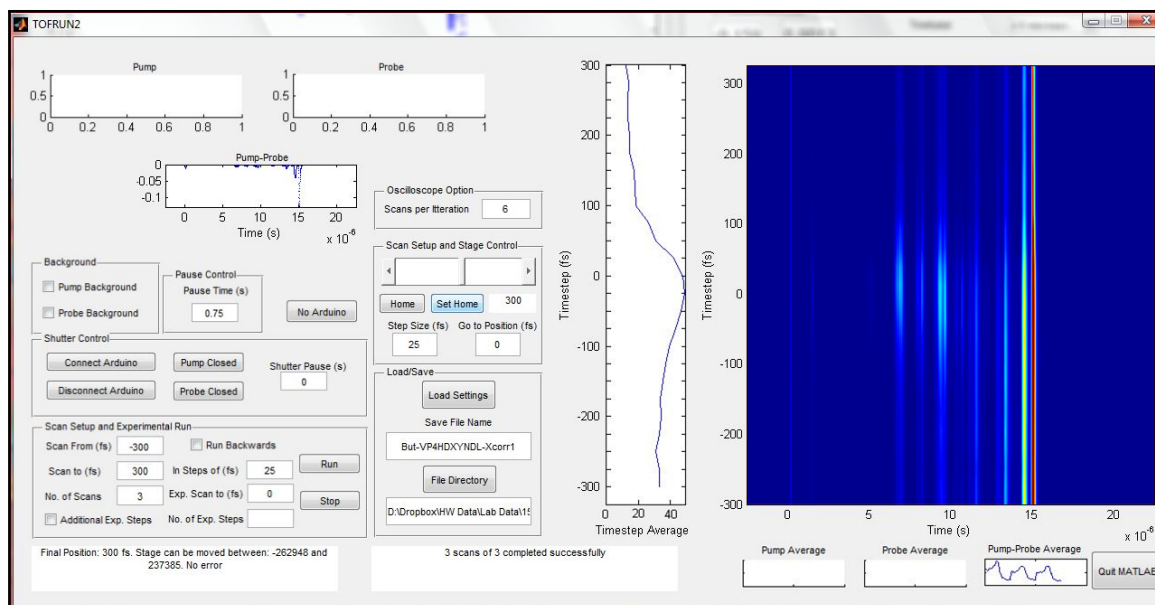 TOFRUN2
Pump
1
0.5
0
0 0.2 0.4 0.6 0.8 1
Probe
1
0.5
0
0 0.2 0.4 0.6 0.8 1
Pump-Probe
0
-0.05
-0.1
0 5 10 15 20
Time (s)
x 10⁻⁶
Background
Pump Background
Probe Background
Pause Control
Pause Time (s)
0.75
No Arduino
Shutter Control
Connect Arduino
Pump Closed
Shutter Pause (s)
0
Disconnect Arduino
Probe Closed
Scan Setup and Experimental Run
Scan From (fs) -300
Run Backwards
Scan to (fs) 300
In Steps of (fs) 25
Run
No. of Scans 3
Exp. Scan to (fs) 0
Stop
Additional Exp. Steps
No. of Exp. Steps
Final Position: 300 fs. Stage can be moved between: -262948 and
237385. No error
Oscilloscope Option
Scans per Itteration 6
Scan Setup and Stage Control
Home
Set Home
300
Step Size (fs) Go to Position (fs)
25 0
Load/Save
Load Settings
Save File Name
But-VP4HDXYNDL-Xcorr1
File Directory
D:\Dropbox\HW Data\Lab Data\15
3 scans of 3 completed successfully
300
200
100
0
-100
-200
-300
Timestep (fs)
0 20 40
Timestep Average
300
200
100
0
-100
-200
-300
Timestep (fs)
0 5 10 15 20
Time (s)
x 10⁻⁶
Pump Average
Probe Average
Pump-Probe Average
Quit MATLAB